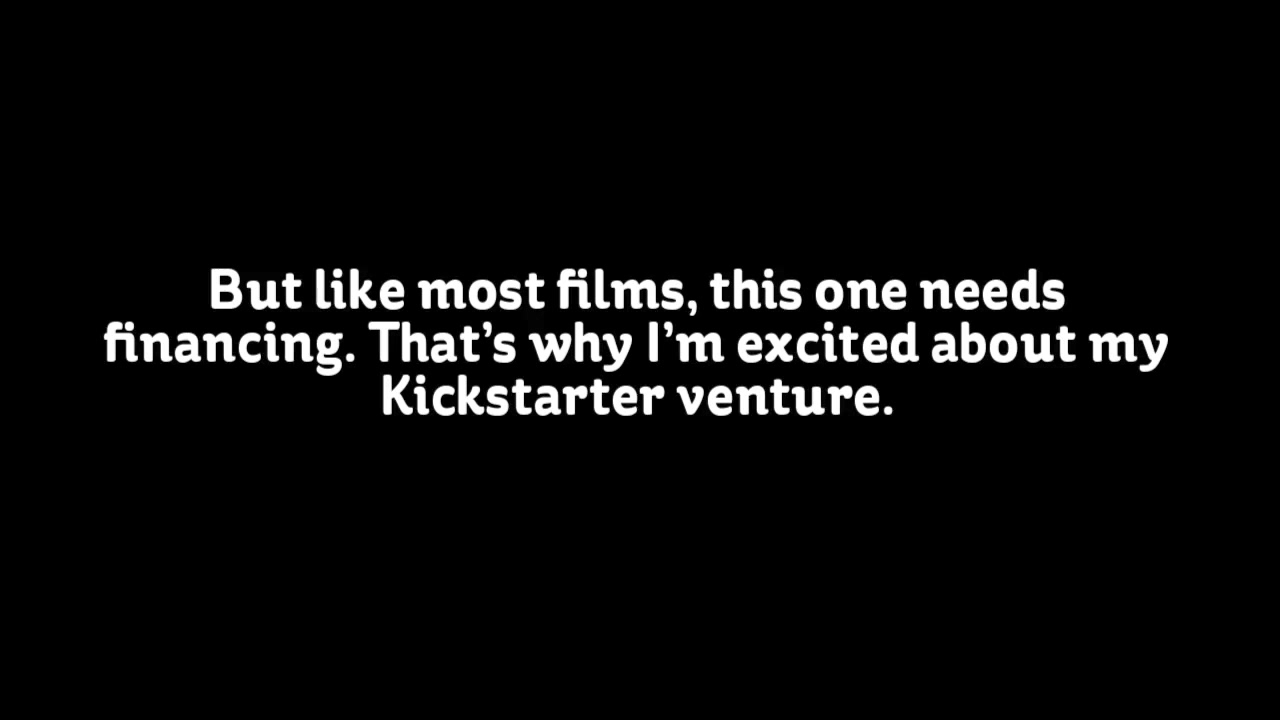 But like most films, this one needs
financing. That’s why I’m excited about my
Kickstarter venture.